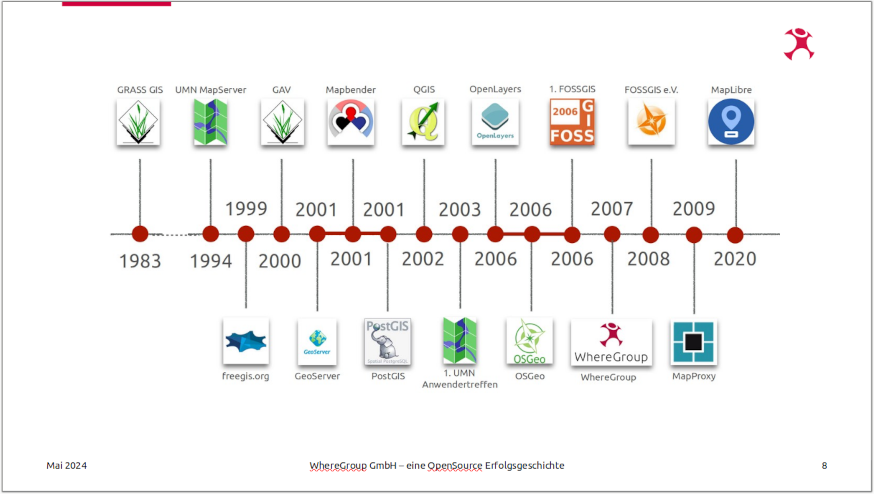 GRASS GIS UMN MapServer GAV Mapbender QGIS OpenLayers 1. FOSSGIS FOSSGIS e.V. MapLibre
OpenLayers
2006 G
I
FOSS
1999 2001 2001 2003 2006 2007 2009
1983 1994 2000 2001 2002 2006 2006 2008 2020
GeoServer
PostGIS
Spatial PostgreSQL
OSGeo
WhereGroup
freegis.org GeoServer PostGIS 1. UMN
Anwendertreffen OSGeo WhereGroup MapProxy
Mai 2024 WhereGroup GmbH – eine OpenSource Erfolgsgeschichte 8